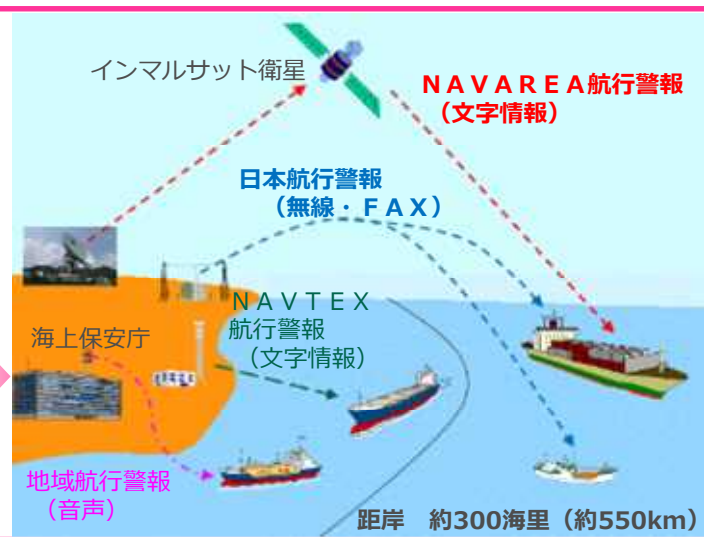 インマルサット衛星
ＮＡＶＡＲＥＡ航行警報
（文字情報）
日本航行警報
（無線・ＦＡＸ）
ＮＡＶＴＥＸ
航行警報
（文字情報）
海上保安庁
地域航行警報
（音声）
距岸　約300海里（約550km）